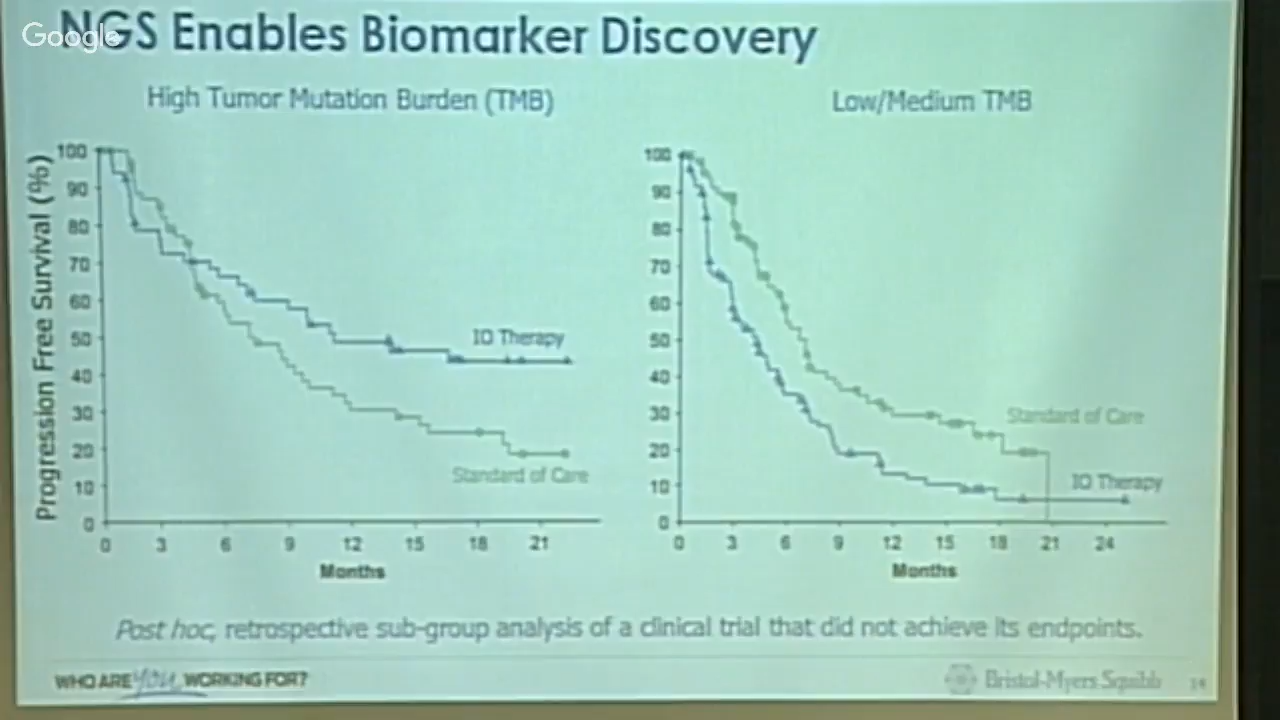 Google
NGS Enables Biomarker Discovery
High Tumor Mutation Burden (TMB)
Low/Medium TMB
Progression Free Survival (%)
100
90
80
70
60
50
40
30
20
10
0
IO Therapy
Standard of Care
0 3 6 9 12 15 18 21
Months
100
90
80
70
60
50
40
30
20
10
0
Standard of Care
IO Therapy
0 3 6 9 12 15 18 21 24
Months
Post hoc, retrospective sub-group analysis of a clinical trial that did not achieve its endpoints.
WHO ARE YOU WORKING FOR?
Bristol-Myers Squibb